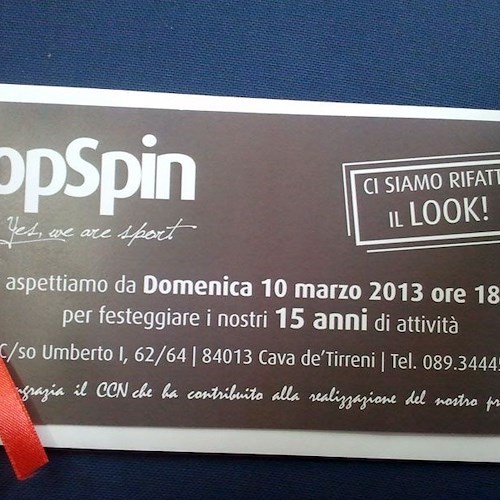 opSpin
Yes, we are sport
CI SIAMO RIFATT
IL LOOK!
aspettiamo da Domenica 10 marzo 2013 ore 18
per festeggiare i nostri 15 anni di attività
C/so Umberto I, 62/64 | 84013 Cava de'Tirreni | Tel. 089.34445
ngrazia il CCN che ha contribuito alla realizzazione del nostro pr